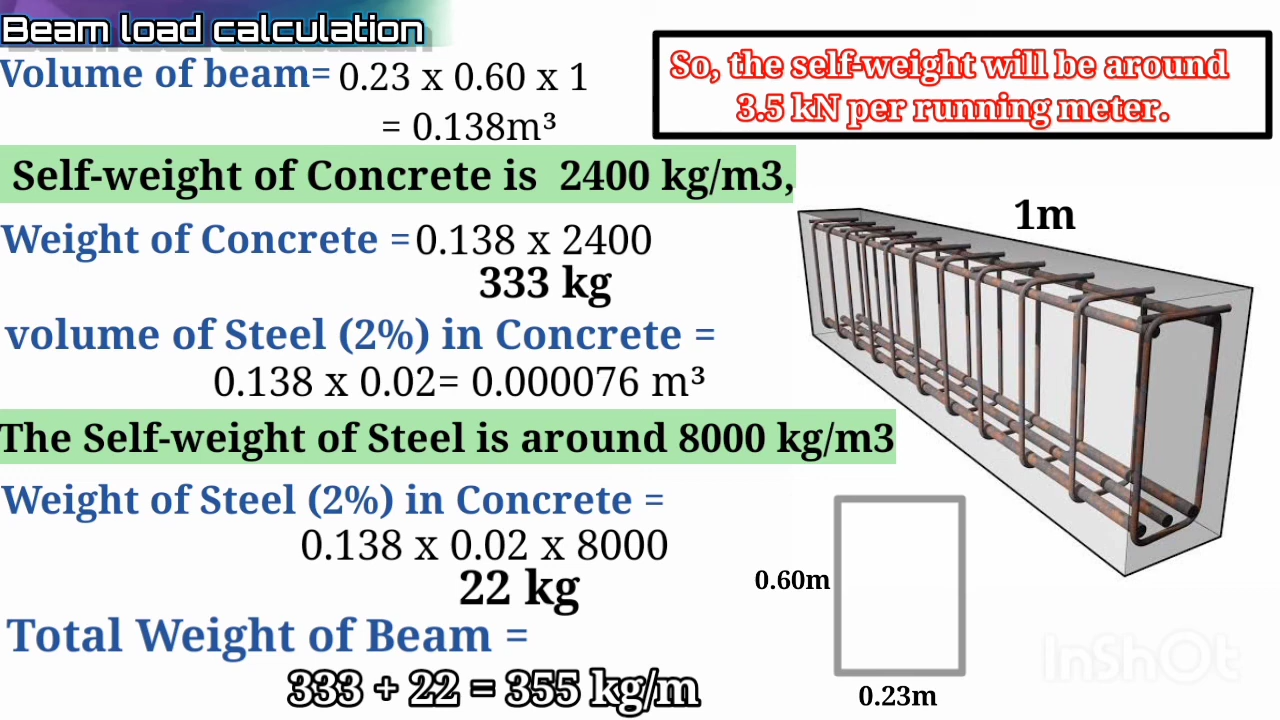 Beam load calculation
Volume of beam= 0.23 x 0.60 x 1
= 0.138m³
So, the self-weight will be around
3.5 kN per running meter.
Self-weight of Concrete is 2400 kg/m3,
Weight of Concrete = 0.138 x 2400
333 kg
1m
volume of Steel (2%) in Concrete =
0.138 x 0.02= 0.000076 m³
The Self-weight of Steel is around 8000 kg/m3
Weight of Steel (2%) in Concrete =
0.138 x 0.02 x 8000
22 kg
0.60m
Total Weight of Beam =
333 + 22 = 355 kg/m
0.23m
InShOt